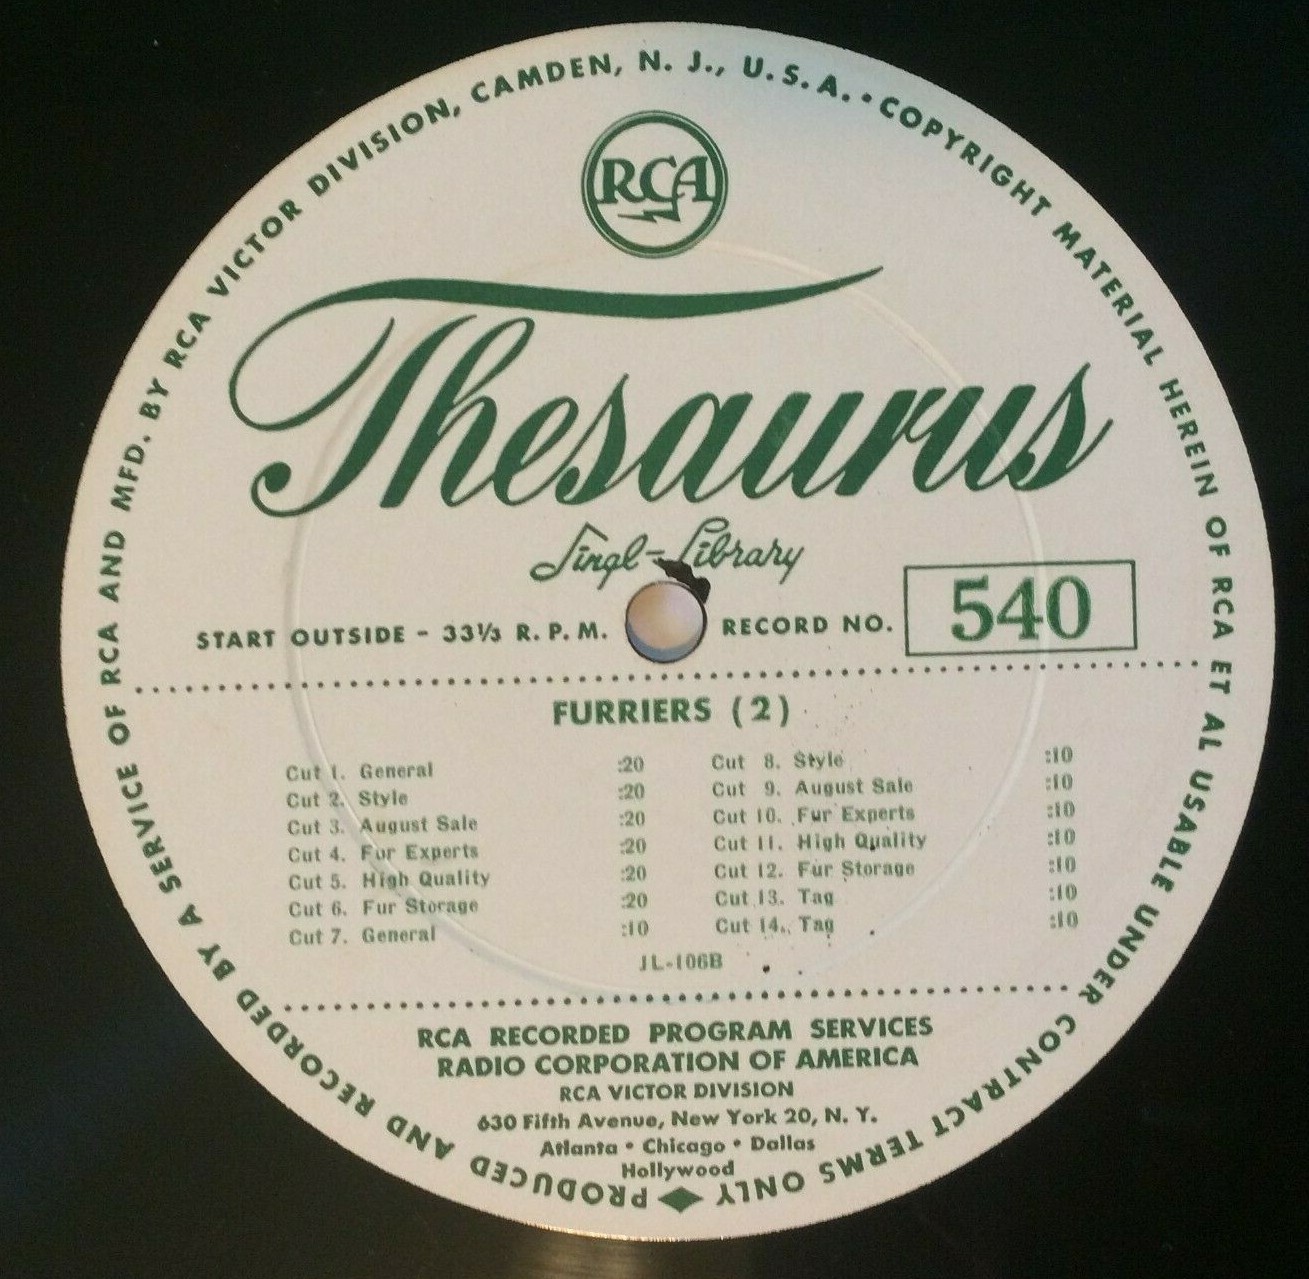 PRODUCED AND RECORDED BY A SERVICE OF RCA AND MFD. BY RCA VICTOR DIVISION, CAMDEN, N. J., U.S.A. • COPYRIGHT MATERIAL HEREIN OF RCA ET AL USABLE UNDER CONTRACT TERMS ONLY
RCA
Thesaurus
Jingl-Library
START OUTSIDE - 33⅓ R.P.M. RECORD NO. 540
FURRIERS (2)
Cut 1. General :20
Cut 2. Style :20
Cut 3. August Sale :20
Cut 4. Fur Experts :20
Cut 5. High Quality :20
Cut 6. Fur Storage :20
Cut 7. General :10
Cut 8. Style :10
Cut 9. August Sale :10
Cut 10. Fur Experts :10
Cut 11. High Quality :10
Cut 12. Fur Storage :10
Cut 13. Tag :10
Cut 14. Tag :10
JL-106B
RCA RECORDED PROGRAM SERVICES
RADIO CORPORATION OF AMERICA
RCA VICTOR DIVISION
630 Fifth Avenue, New York 20, N. Y.
Atlanta • Chicago • Dallas
Hollywood